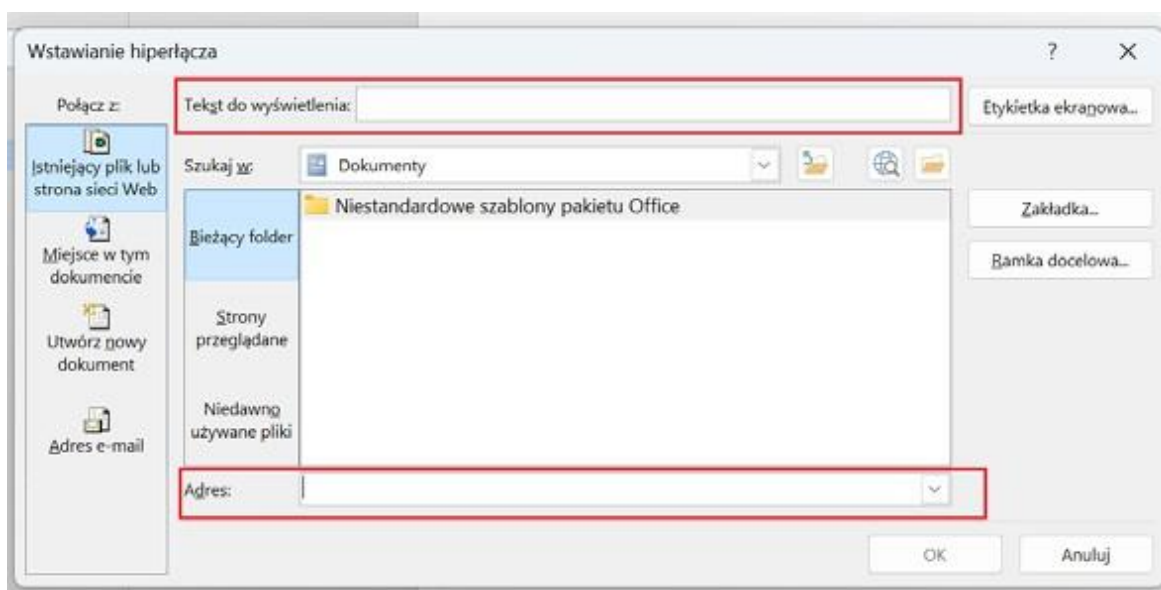 Wstawianie hiperłącza
?
Połącz z:
Tekst do wyświetlenia:
Etykietka ekranowa...
Istniejący plik lub
strona sieci Web
Szukaj w:
Dokumenty
Niestandardowe szablony pakietu Office
Zakładka...
Bieżący folder
Miejsce w tym
dokumencie
Ramka docelowa...
Strony
przeglądane
Utwórz nowy
dokument
Niedawno
używane pliki
Adres e-mail
Adres:
OK
Anuluj